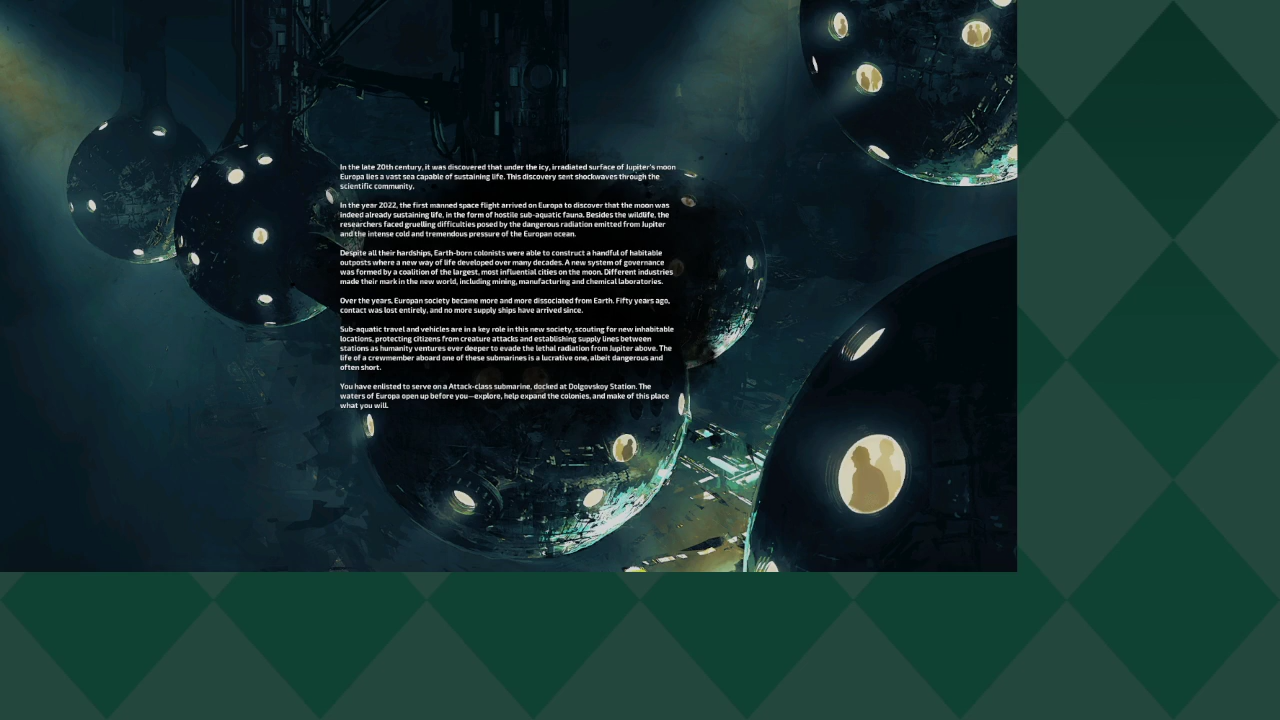 In the late 20th century, it was discovered that under the icy, irradiated surface of Jupiter's moon
Europa lies a vast sea capable of sustaining life. This discovery sent shockwaves through the
scientific community.
In the year 2022, the first manned space flight arrived on Europa to discover that the moon was
indeed already sustaining life, in the form of hostile sub-aquatic fauna. Besides the wildlife, the
researchers faced gruelling difficulties posed by the dangerous radiation emitted from Jupiter
and the intense cold and tremendous pressure of the Europan ocean.
Despite all their hardships, Earth-born colonists were able to construct a handful of habitable
outposts where a new way of life developed over many decades. A new system of governance
was formed by a coalition of the largest, most influential cities on the moon. Different industries
made their mark in the new world, including mining, manufacturing and chemical laboratories.
Over the years, Europan society became more and more dissociated from Earth. Fifty years ago,
contact was lost entirely, and no more supply ships have arrived since.
Sub-aquatic travel and vehicles are in a key role in this new society, scouting for new inhabitable
locations, protecting citizens from creature attacks and establishing supply lines between
stations as humanity ventures ever deeper to evade the lethal radiation from Jupiter above. The
life of a crewmember aboard one of these submarines is a lucrative one, albeit dangerous and
often short.
You have enlisted to serve on a Attack-class submarine, docked at Dolgovskoy Station. The
waters of Europa open up before you—explore, help expand the colonies, and make of this place
what you will.